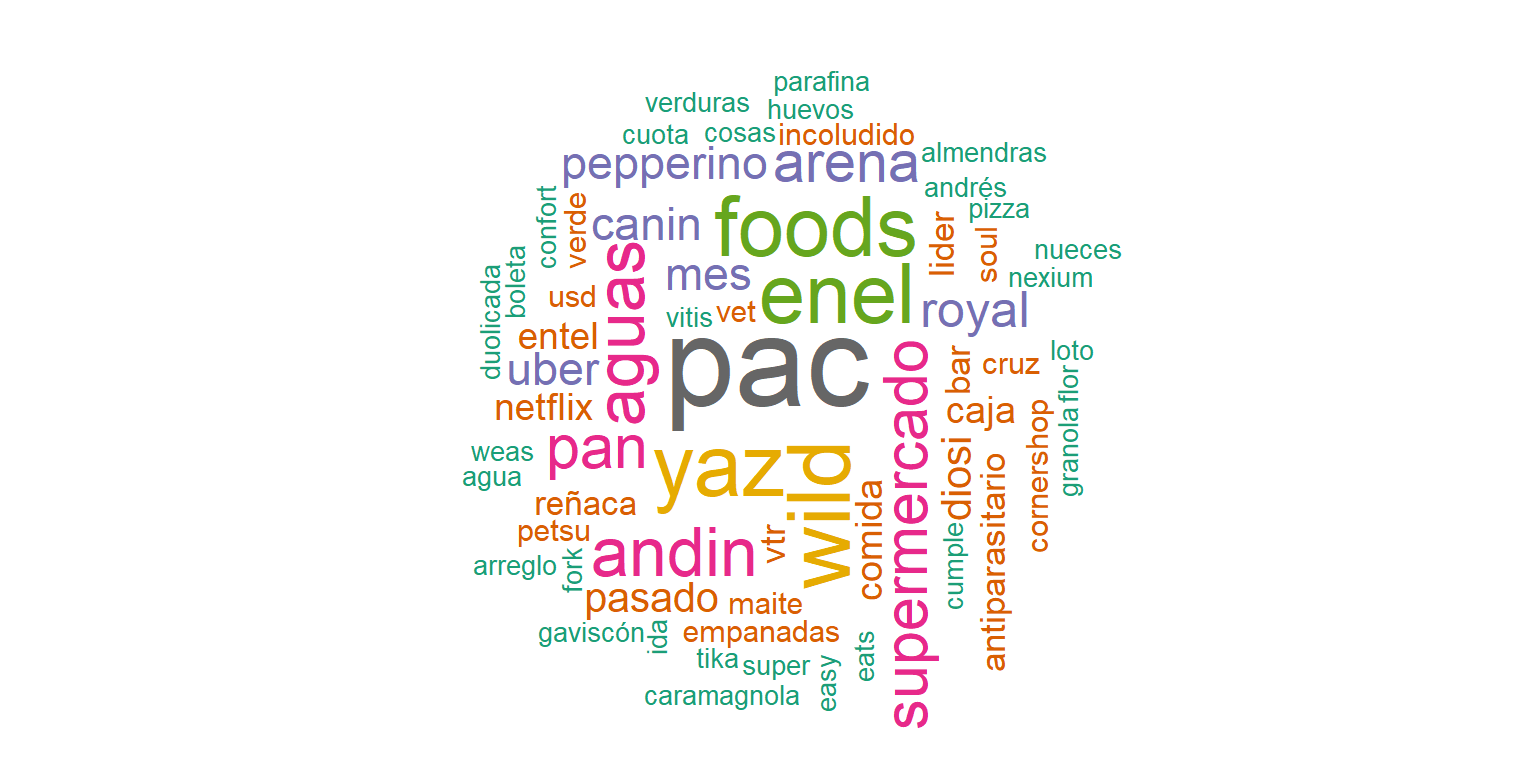 parafina
verduras
huevos
cuota
cosas
incoludido
pepperino
arena
almendras
andrés
pizza
confort
verde
canin
foods
lider
soul
nueces
nexium
duolicada
boleta
usd
aguas
mes
vitis
vet
enel
royal
entel
uber
pac
supermercado
bar
cruz
loto
flor
netflix
caja
weas
agua
pan
yaz
wild
comida
diosi
antiparasitario
cornershop
granola
reñaca
petsu
arreglo
fork
andin
vtr
cumple
pasado
maite
gaviscón
ida
empanadas
tika
super
easy
eats
caramagnola